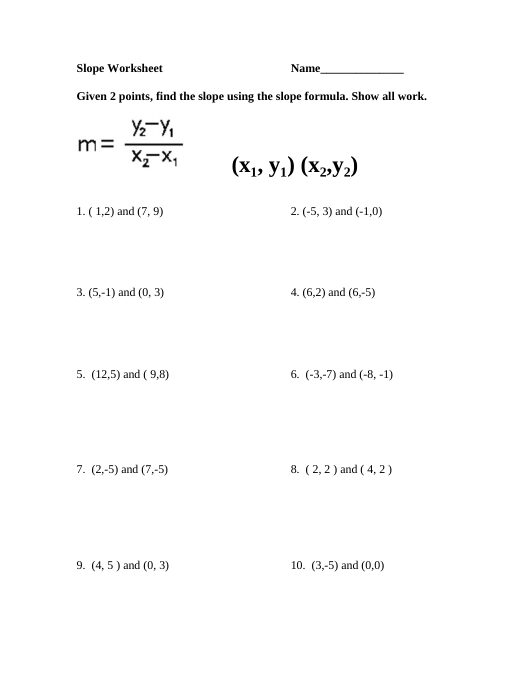 Slope Worksheet Name______________
Given 2 points, find the slope using the slope formula. Show all work.
m = y₂−y₁ / x₂−x₁
(x₁, y₁) (x₂,y₂)
1. ( 1,2) and (7, 9) 2. (-5, 3) and (-1,0)
3. (5,-1) and (0, 3) 4. (6,2) and (6,-5)
5. (12,5) and ( 9,8) 6. (-3,-7) and (-8, -1)
7. (2,-5) and (7,-5) 8. ( 2, 2 ) and ( 4, 2 )
9. (4, 5 ) and (0, 3) 10. (3,-5) and (0,0)